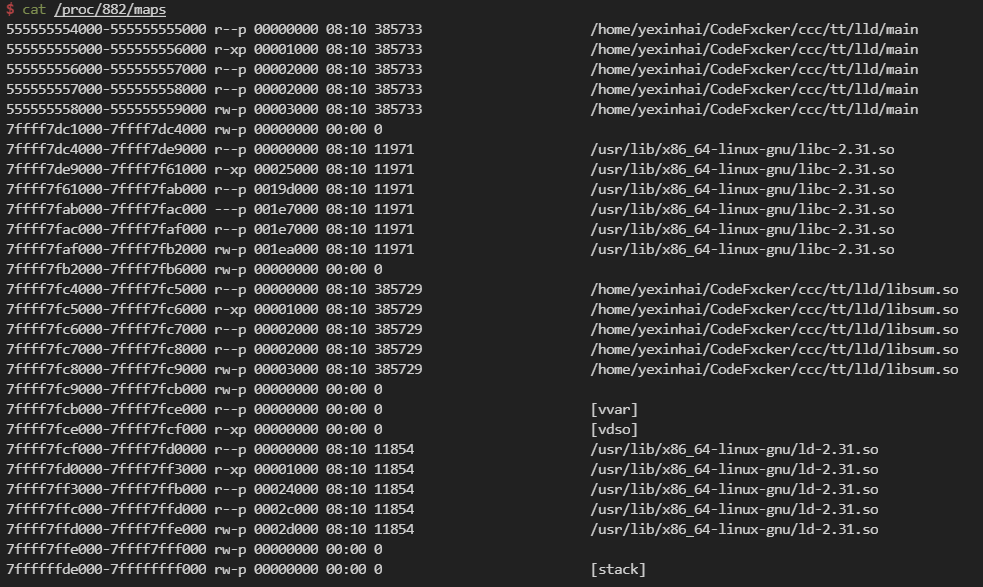 $ cat /proc/882/maps
555555554000-555555555000 r--p 00000000 08:10 385733 /home/yexinhai/CodeFxcker/ccc/tt/lld/main
555555555000-555555556000 r-xp 00001000 08:10 385733 /home/yexinhai/CodeFxcker/ccc/tt/lld/main
555555556000-555555557000 r--p 00002000 08:10 385733 /home/yexinhai/CodeFxcker/ccc/tt/lld/main
555555557000-555555558000 r--p 00002000 08:10 385733 /home/yexinhai/CodeFxcker/ccc/tt/lld/main
555555558000-555555559000 rw-p 00003000 08:10 385733 /home/yexinhai/CodeFxcker/ccc/tt/lld/main
7ffff7dc1000-7ffff7dc4000 rw-p 00000000 00:00 0
7ffff7dc4000-7ffff7de9000 r--p 00000000 08:10 11971 /usr/lib/x86_64-linux-gnu/libc-2.31.so
7ffff7de9000-7ffff7f61000 r-xp 00025000 08:10 11971 /usr/lib/x86_64-linux-gnu/libc-2.31.so
7ffff7f61000-7ffff7fab000 r--p 0019d000 08:10 11971 /usr/lib/x86_64-linux-gnu/libc-2.31.so
7ffff7fab000-7ffff7fac000 ---p 001e7000 08:10 11971 /usr/lib/x86_64-linux-gnu/libc-2.31.so
7ffff7fac000-7ffff7faf000 r--p 001e7000 08:10 11971 /usr/lib/x86_64-linux-gnu/libc-2.31.so
7ffff7faf000-7ffff7fb2000 rw-p 001ea000 08:10 11971 /usr/lib/x86_64-linux-gnu/libc-2.31.so
7ffff7fb2000-7ffff7fb6000 rw-p 00000000 00:00 0
7ffff7fc4000-7ffff7fc5000 r--p 00000000 08:10 385729 /home/yexinhai/CodeFxcker/ccc/tt/lld/libsum.so
7ffff7fc5000-7ffff7fc6000 r-xp 00001000 08:10 385729 /home/yexinhai/CodeFxcker/ccc/tt/lld/libsum.so
7ffff7fc6000-7ffff7fc7000 r--p 00002000 08:10 385729 /home/yexinhai/CodeFxcker/ccc/tt/lld/libsum.so
7ffff7fc7000-7ffff7fc8000 r--p 00002000 08:10 385729 /home/yexinhai/CodeFxcker/ccc/tt/lld/libsum.so
7ffff7fc8000-7ffff7fc9000 rw-p 00003000 08:10 385729 /home/yexinhai/CodeFxcker/ccc/tt/lld/libsum.so
7ffff7fc9000-7ffff7fcb000 rw-p 00000000 00:00 0
7ffff7fcb000-7ffff7fce000 r--p 00000000 00:00 0 [vvar]
7ffff7fce000-7ffff7fcf000 r-xp 00000000 00:00 0 [vdso]
7ffff7fcf000-7ffff7fd0000 r--p 00000000 08:10 11854 /usr/lib/x86_64-linux-gnu/ld-2.31.so
7ffff7fd0000-7ffff7ff3000 r-xp 00001000 08:10 11854 /usr/lib/x86_64-linux-gnu/ld-2.31.so
7ffff7ff3000-7ffff7ffb000 r--p 00024000 08:10 11854 /usr/lib/x86_64-linux-gnu/ld-2.31.so
7ffff7ffc000-7ffff7ffd000 r--p 0002c000 08:10 11854 /usr/lib/x86_64-linux-gnu/ld-2.31.so
7ffff7ffd000-7ffff7ffe000 rw-p 0002d000 08:10 11854 /usr/lib/x86_64-linux-gnu/ld-2.31.so
7ffff7ffe000-7ffff7fff000 rw-p 00000000 00:00 0
7ffffffde000-7ffffffff000 rw-p 00000000 00:00 0 [stack]